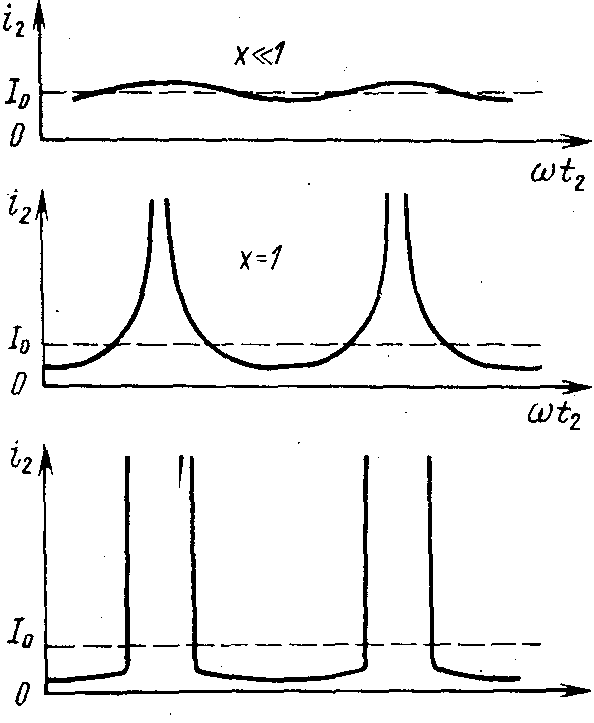 i₂
x≪1
I₀
0
ωt₂
i₂
x=1
I₀
0
ωt₂
i₂
I₀
0